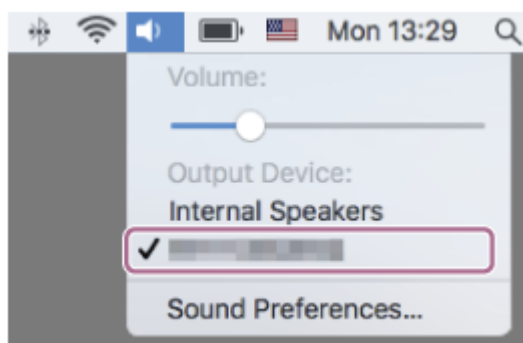 Mon 13:29
Volume:
Output Device:
Internal Speakers
Sound Preferences...